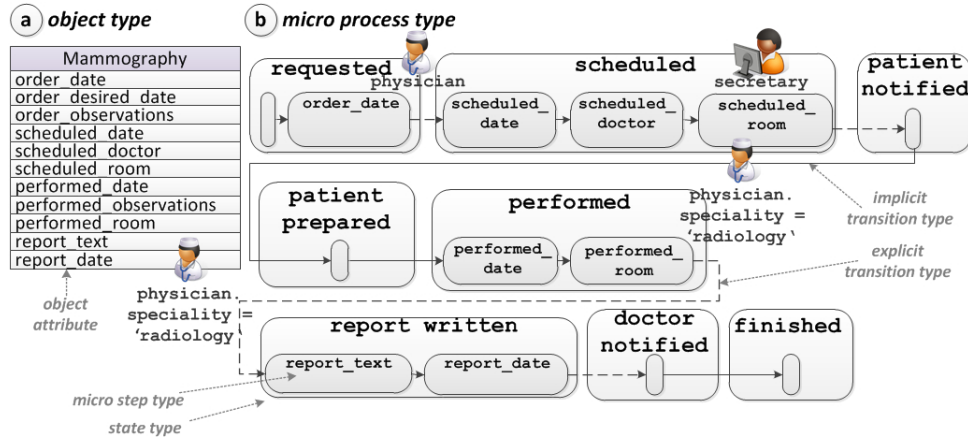 a object type
Mammography
order_date
order_desired_date
order_observations
scheduled_date
scheduled_doctor
scheduled_room
performed_date
performed_observations
performed_room
report_text
report_date
object
attribute
b micro process type
requested
physician
order_date
scheduled
secretary
scheduled_
date
scheduled_
doctor
scheduled_
room
patient
notified
implicit
transition type
patient
prepared
performed
performed_
date
performed_
room
physician.
speciality =
‘radiology‘
explicit
transition type
physician.
speciality =
‘radiology‘
report written
report_text
report_date
doctor
notified
finished
micro step type
state type